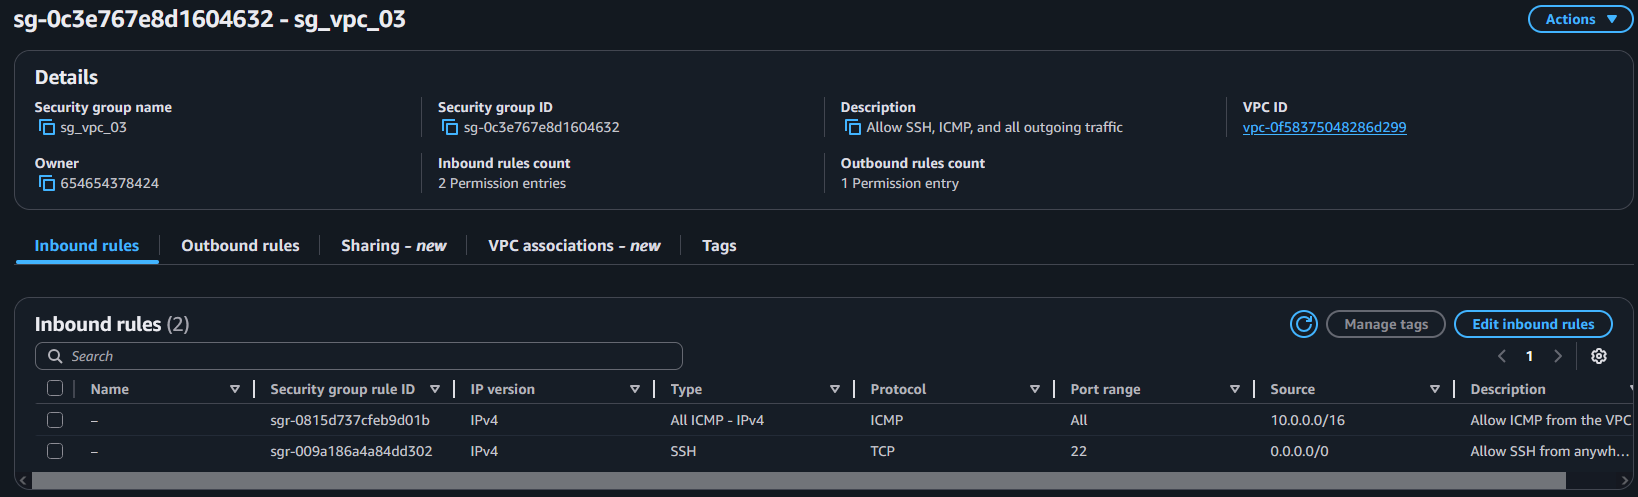 sg-0c3e767e8d1604632 - sg_vpc_03
Actions
Details
Security group name
sg_vpc_03
Security group ID
sg-0c3e767e8d1604632
Description
Allow SSH, ICMP, and all outgoing traffic
VPC ID
vpc-0f58375048286d299
Owner
654654378424
Inbound rules count
2 Permission entries
Outbound rules count
1 Permission entry
Inbound rules Outbound rules Sharing - new VPC associations - new Tags
Inbound rules (2)
Manage tags
Edit inbound rules
Search
1
Name Security group rule ID IP version Type Protocol Port range Source Description
– sgr-0815d737cfeb9d01b IPv4 All ICMP - IPv4 ICMP All 10.0.0.0/16 Allow ICMP from the VPC
– sgr-009a186a4a84dd302 IPv4 SSH TCP 22 0.0.0.0/0 Allow SSH from anywh...